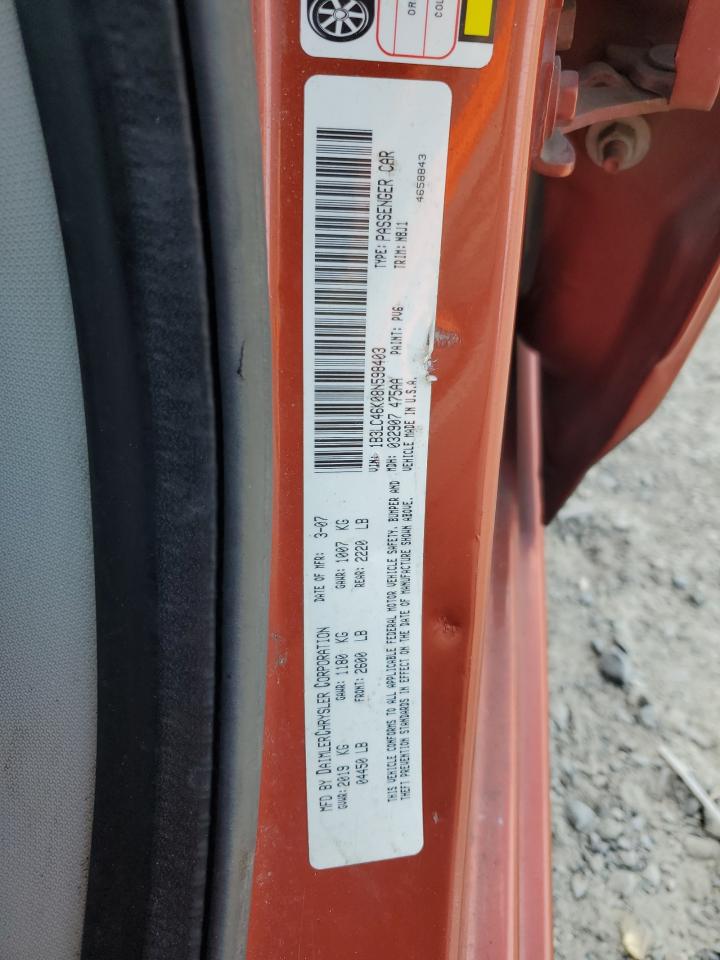 OR
COL
MFD BY DAIMLERCHRYSLER CORPORATION DATE OF MFR: 3-07
GVWR: 2019 KG GAWR: 1180 KG GAWR: 1007 KG
04450 LB FRONT: 2600 LB REAR: 2220 LB
THIS VEHICLE CONFORMS TO ALL APPLICABLE FEDERAL MOTOR VEHICLE SAFETY, BUMPER AND
THEFT PREVENTION STANDARDS IN EFFECT ON THE DATE OF MANUFACTURE SHOWN ABOVE.
VIN: 1B3LC46K08N598403 TYPE: PASSENGER CAR
MDH: 032907 475AA PAINT: PV6 TRIM: M8J1
VEHICLE MADE IN U.S.A. 4658843